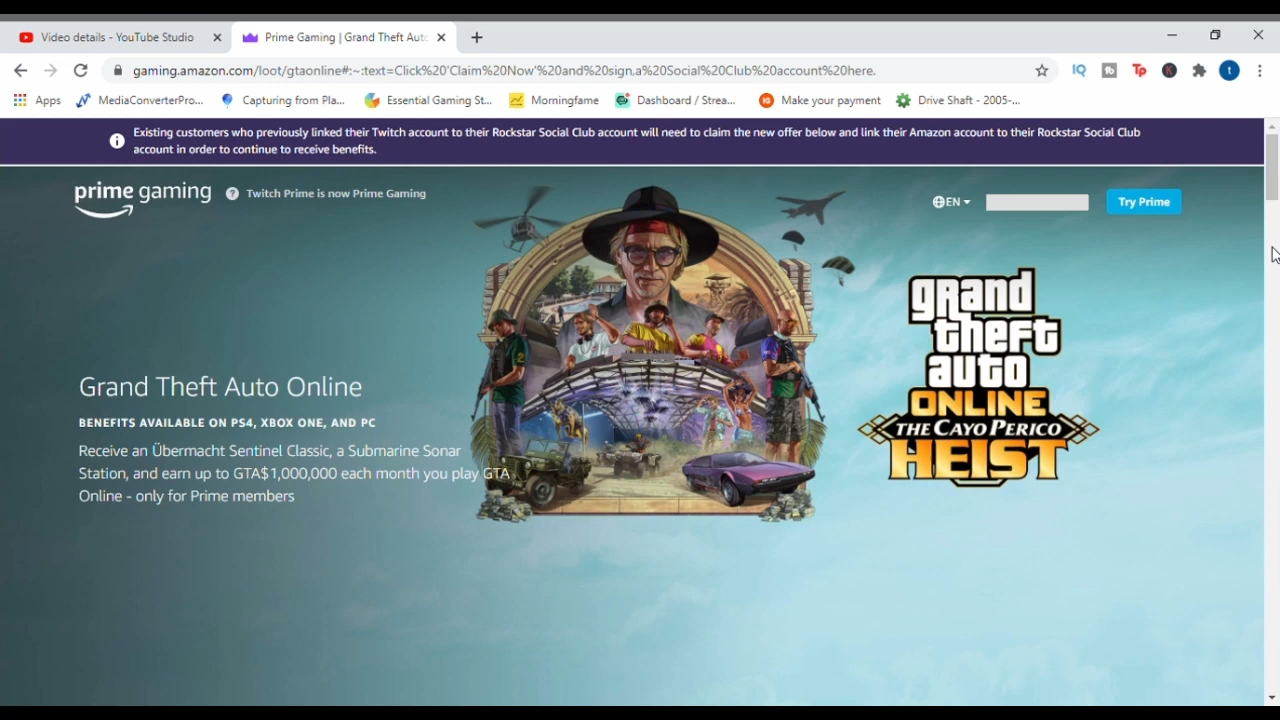 Video details - YouTube Studio
Prime Gaming | Grand Theft Auto
gaming.amazon.com/loot/gtaonline#:~:text=Click%20'Claim%20Now'%20and%20sign,a%20Social%20Club%20account%20here.
Apps
MediaConverterPro...
Capturing from Pla...
Essential Gaming St...
Morningfame
Dashboard / Strea...
Make your payment
Drive Shaft - 2005-...
Existing customers who previously linked their Twitch account to their Rockstar Social Club account will need to claim the new offer below and link their Amazon account to their Rockstar Social Club
account in order to continue to receive benefits.
prime gaming
Twitch Prime is now Prime Gaming
EN
Try Prime
grand
theft
auto
ONLINE
THE CAYO PERICO
HEIST
Grand Theft Auto Online
BENEFITS AVAILABLE ON PS4, XBOX ONE, AND PC
Receive an Übermacht Sentinel Classic, a Submarine Sonar
Station, and earn up to GTA$1,000,000 each month you play GTA
Online - only for Prime members